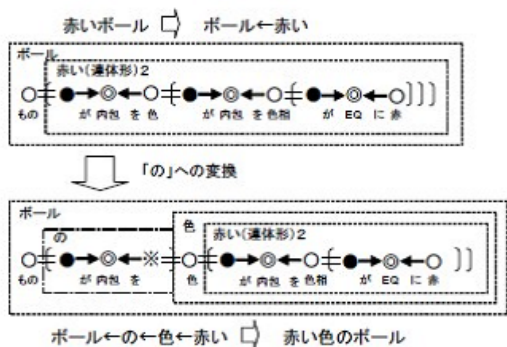 赤いボール ⇨ ボール←赤い
ボール
赤い(連体形)2
もの が 内包 を 色 が 内包 を 色相 が EQ に 赤
「の」への変換
ボール
の 色
赤い(連体形)2
もの が 内包 を 色 が 内包 を 色相 が EQ に 赤
ボール←の←色←赤い ⇨ 赤い色のボール